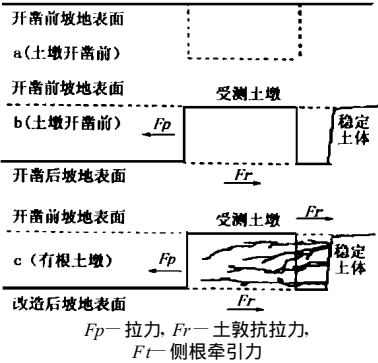 开凿前坡地表面
a(土墩开凿前)
开凿前坡地表面
受测土墩
b(土墩开凿前)
Fp
稳定
土体
开凿后坡地表面
Fr
开凿前坡地表面
受测土墩
Fr
c（有根土墩）
Fp
稳定
土体
改造后坡地表面
Fr
Fp—拉力, Fr—土敦抗拉力,
Ft—侧根牵引力